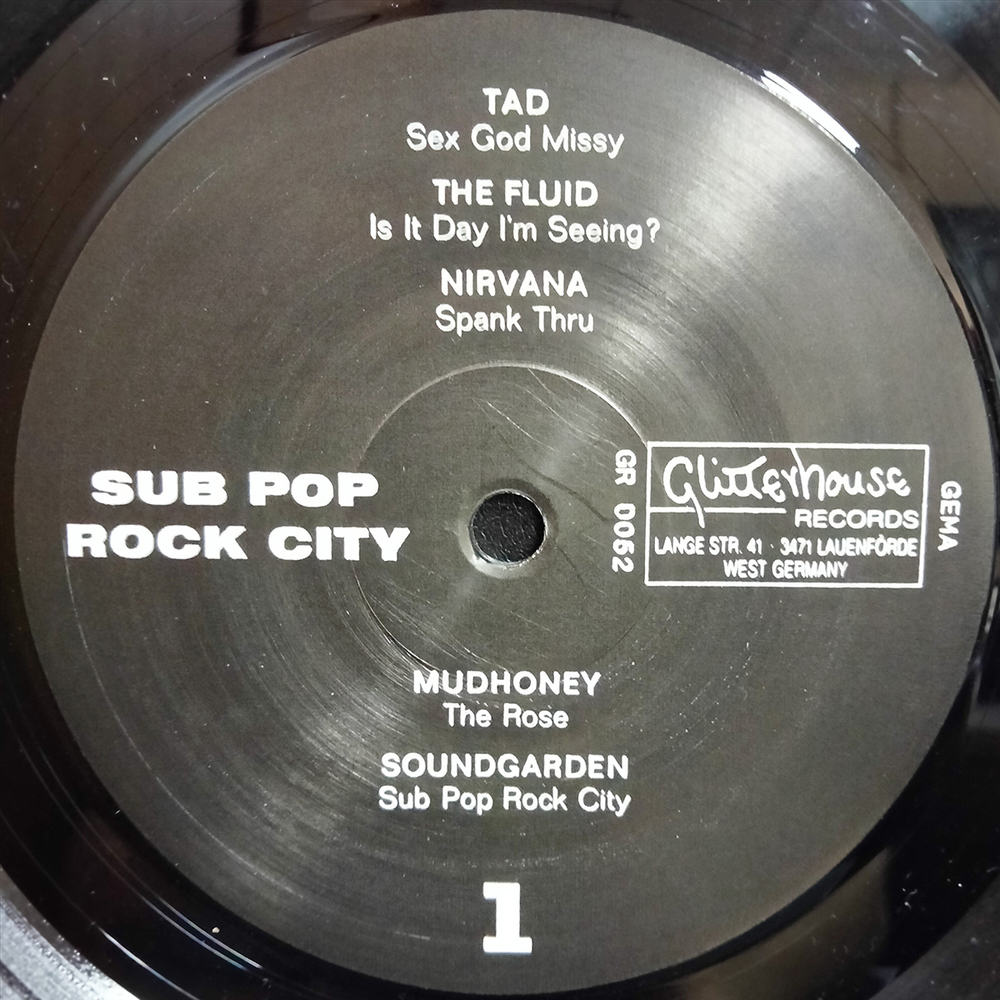 TAD
Sex God Missy
THE FLUID
Is It Day I'm Seeing?
NIRVANA
Spank Thru
SUB POP
ROCK CITY
GR 0062
Glitterhouse
RECORDS
LANGE STR. 41 · 3471 LAUENFÖRDE
WEST GERMANY
GEMA
MUDHONEY
The Rose
SOUNDGARDEN
Sub Pop Rock City
1